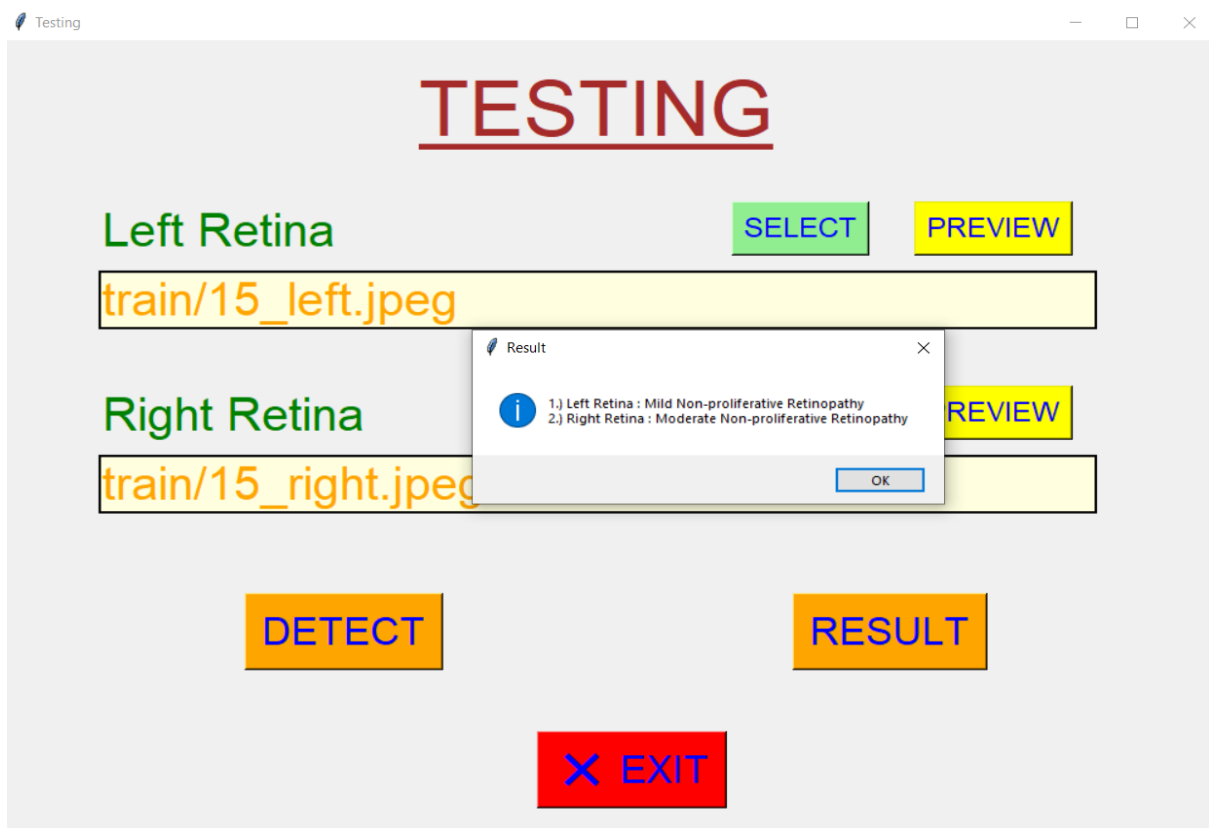 Testing
TESTING
Left Retina
SELECT
PREVIEW
train/15_left.jpeg
Result
1.) Left Retina : Mild Non-proliferative Retinopathy
2.) Right Retina : Moderate Non-proliferative Retinopathy
OK
Right Retina
REVIEW
train/15_right.jpeg
DETECT
RESULT
EXIT